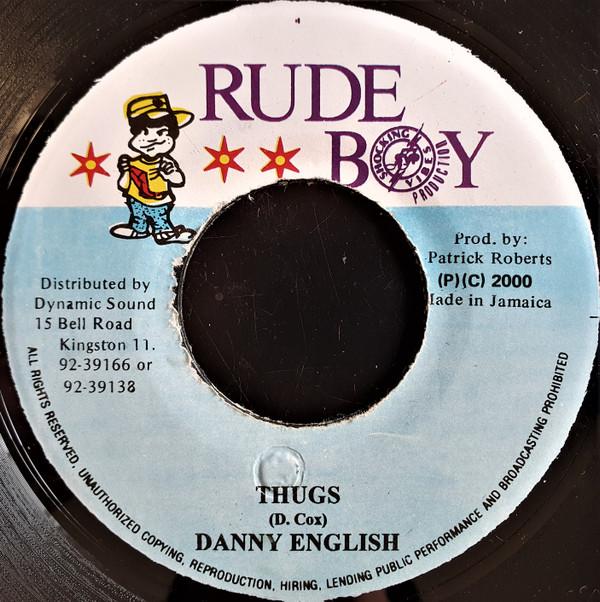 RUDE
BOY
SHOCKING
VIBES
PRODUCTION
Prod. by:
Patrick Roberts
(P)(C) 2000
Made in Jamaica
Distributed by
Dynamic Sound
15 Bell Road
Kingston 11.
92-39166 or
92-39138
THUGS
(D. Cox)
DANNY ENGLISH
ALL RIGHTS RESERVED, UNAUTHORIZED COPYING, REPRODUCTION, HIRING, LENDING PUBLIC PERFORMANCE AND BROADCASTING PROHIBITED